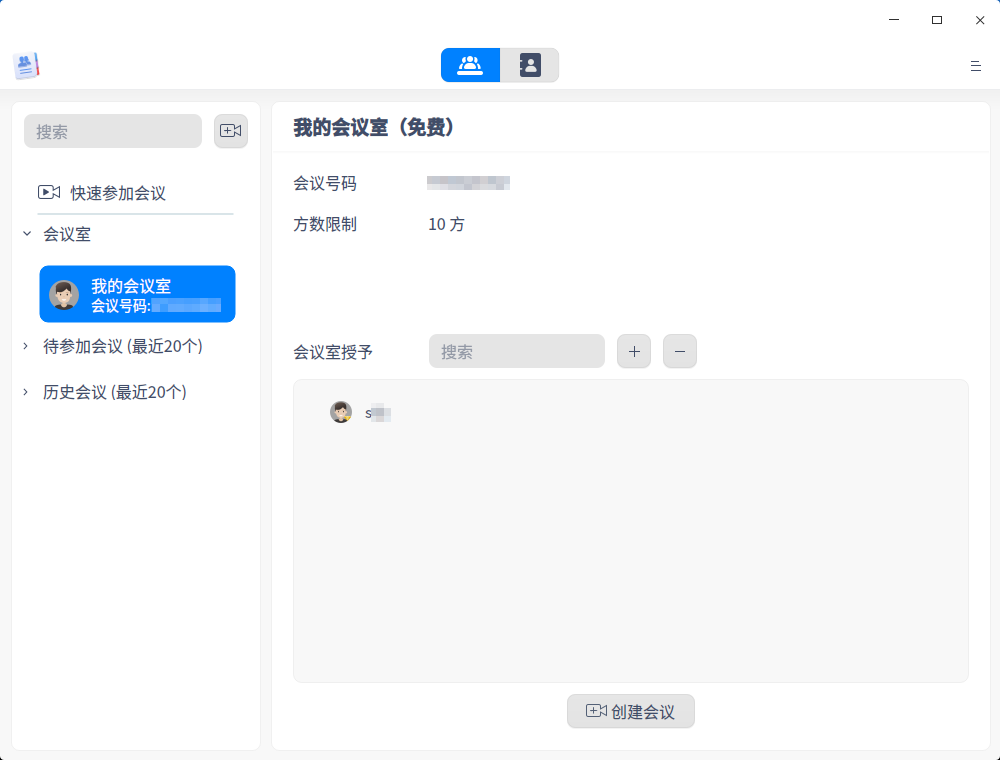 搜索
快速参加会议
会议室
我的会议室
会议号码:
待参加会议 (最近20个)
历史会议 (最近20个)
我的会议室（免费）
会议号码
方数限制 10 方
会议室授予 搜索
创建会议